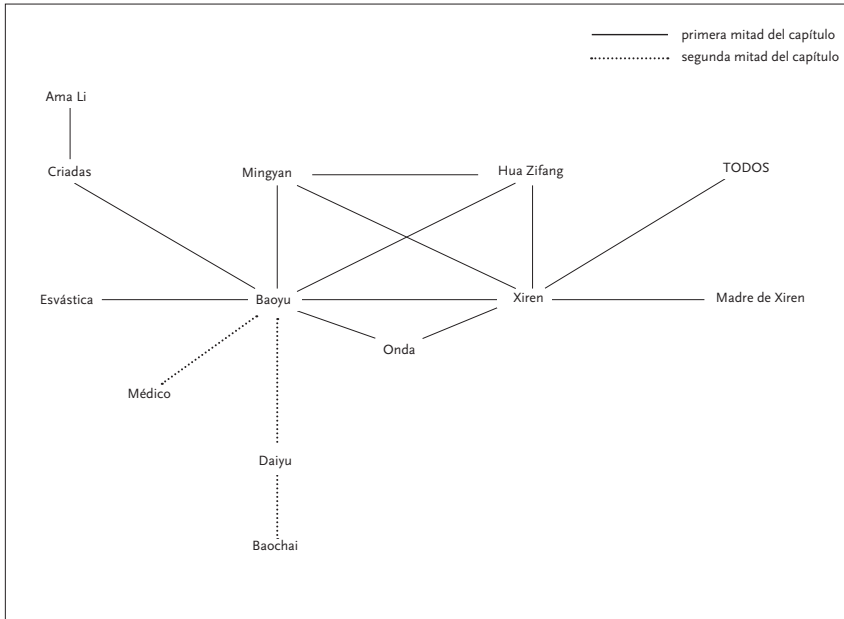 primera mitad del capítulo
segunda mitad del capítulo
Ama Li
Criadas
Mingyan
Hua Zifang
TODOS
Esvástica
Baoyu
Xiren
Madre de Xiren
Onda
Médico
Daiyu
Baochai